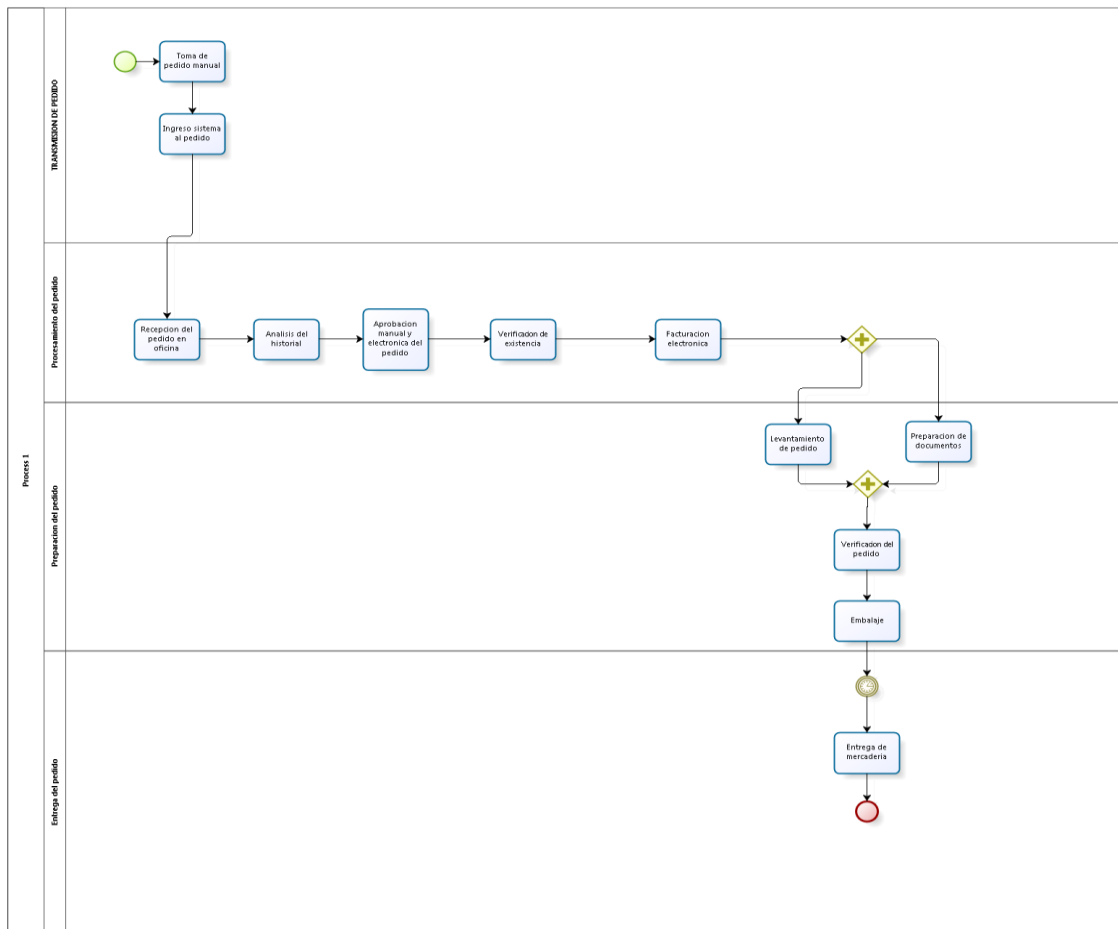 Process 1
TRANSMISION DE PEDIDO
Toma de
pedido manual
Ingreso sistema
al pedido
Procesamiento del pedido
Recepcion del
pedido en
oficina
Analisis del
historial
Aprobacion
manual y
electronica del
pedido
Verificacion de
existencia
Facturacion
electronica
Preparacion del pedido
Levantamiento
de pedido
Preparacion de
documentos
Verificacion del
pedido
Embalaje
Entrega del pedido
Entrega de
mercaderia